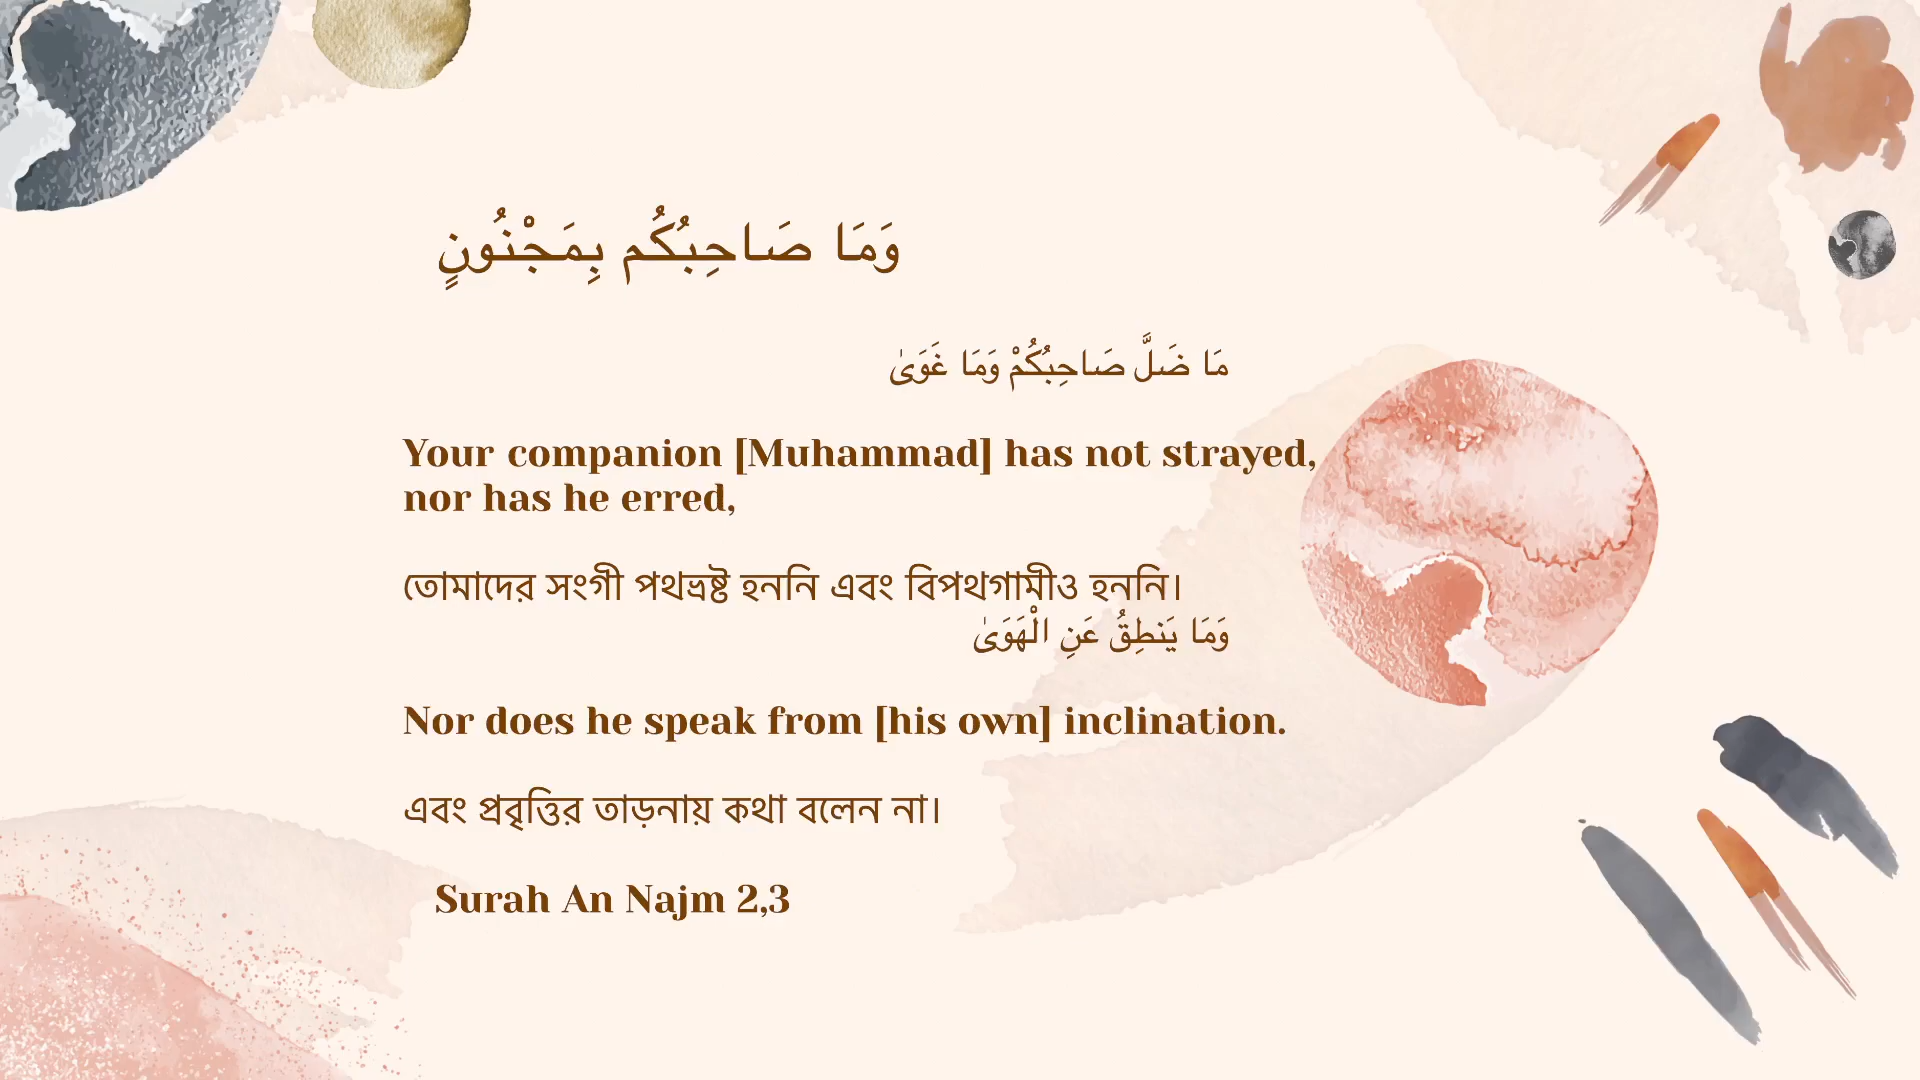 وَمَا صَاحِبُكُم بِمَجْنُونٍ
مَا ضَلَّ صَاحِبُكُمْ وَمَا غَوَىٰ
Your companion [Muhammad] has not strayed,
nor has he erred,
তোমাদের সংগী পথভ্রষ্ট হননি এবং বিপথগামীও হননি।
وَمَا يَنطِقُ عَنِ الْهَوَىٰ
Nor does he speak from [his own] inclination.
এবং প্রবৃত্তির তাড়নায় কথা বলেন না।
Surah An Najm 2,3